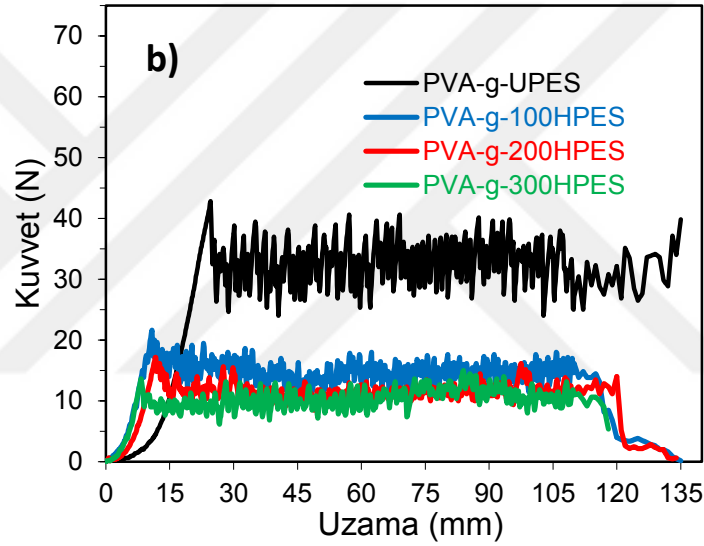 b)
PVA-g-UPES
PVA-g-100HPES
PVA-g-200HPES
PVA-g-300HPES
Kuvvet (N)
70
60
50
40
30
20
10
0
0 15 30 45 60 75 90 105 120 135
Uzama (mm)